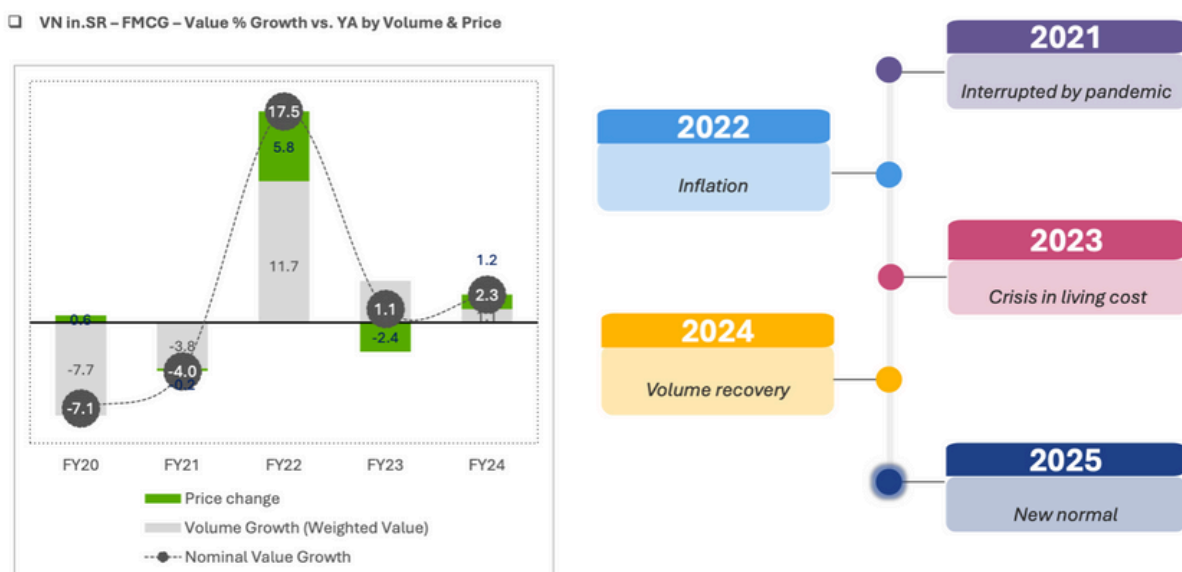 ❑ VN in.SR – FMCG – Value % Growth vs. YA by Volume & Price
17.5
5.8
11.7
0.6
-7.7
-7.1
-3.8
-4.0
-0.2
1.1
-2.4
1.2
2.3
1.1
FY20 FY21 FY22 FY23 FY24
Price change
Volume Growth (Weighted Value)
Nominal Value Growth
2021
Interrupted by pandemic
2022
Inflation
2023
Crisis in living cost
2024
Volume recovery
2025
New normal